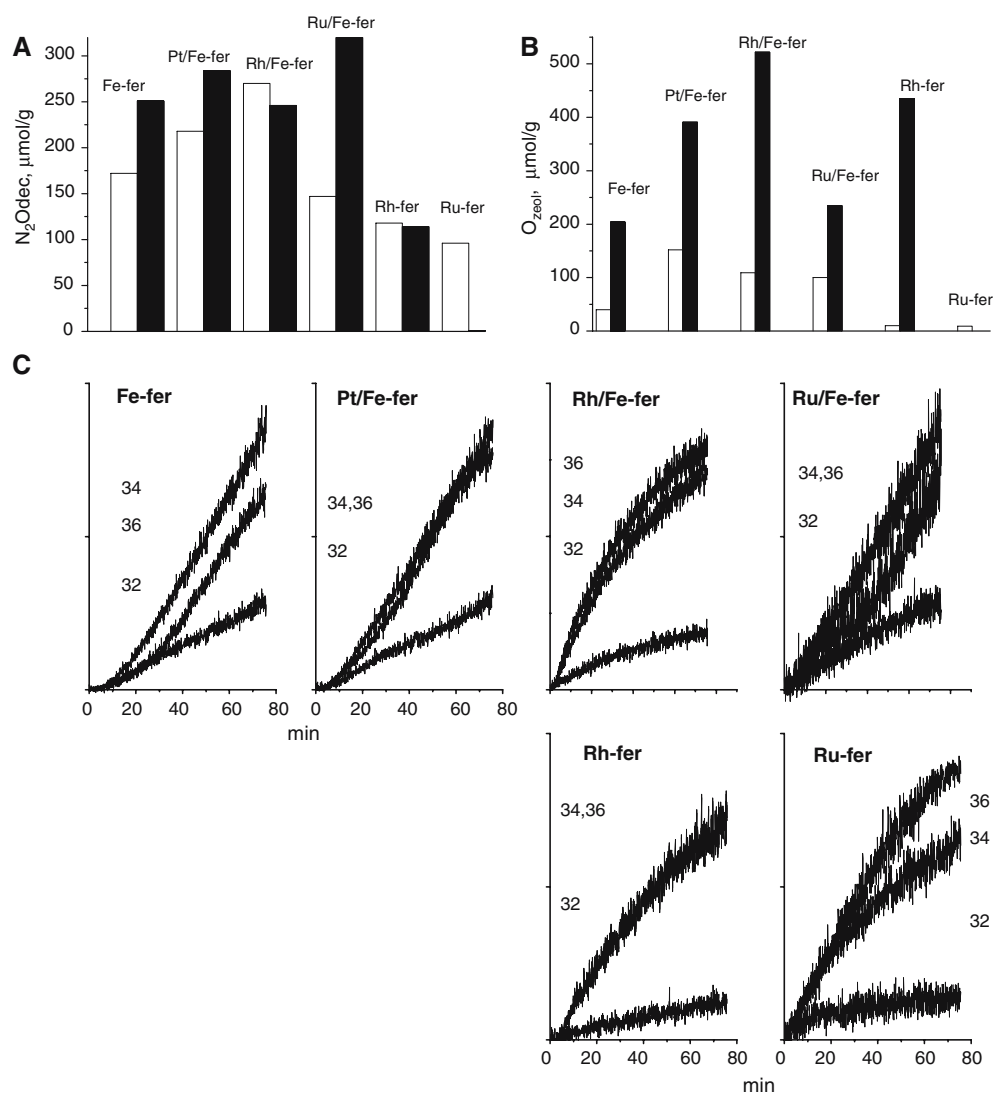 A
N2Odec, μmol/g
300
250
200
150
100
50
0
Fe-fer
Pt/Fe-fer
Rh/Fe-fer
Ru/Fe-fer
Rh-fer
Ru-fer
B
Ozeol, μmol/g
500
400
300
200
100
0
Fe-fer
Pt/Fe-fer
Rh/Fe-fer
Ru/Fe-fer
Rh-fer
Ru-fer
C
Fe-fer
34
36
32
0 20 40 60 80
min
Pt/Fe-fer
34,36
32
0 20 40 60 80
Rh/Fe-fer
36
34
32
Ru/Fe-fer
34,36
32
Rh-fer
34,36
32
0 20 40 60 80
Ru-fer
36
34
32
0 20 40 60 80
min